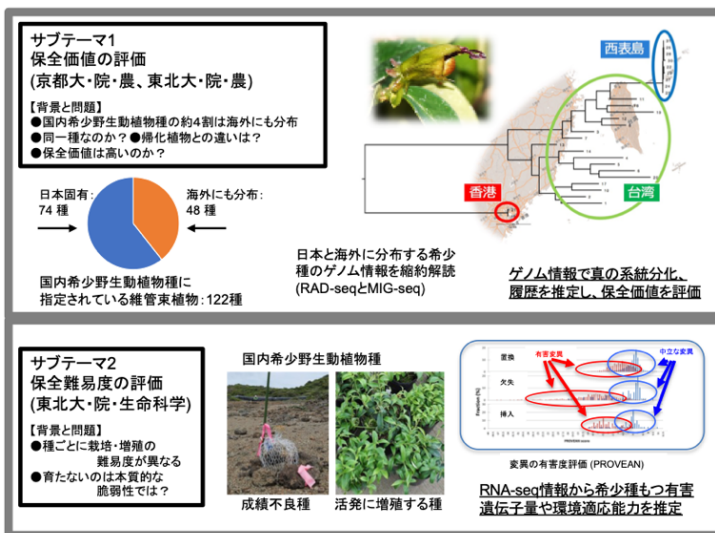 サブテーマ1
保全価値の評価
(京都大・院・農、東北大・院・農)
【背景と問題】
●国内希少野生動植物種の約4割は海外にも分布
●同一種なのか？●帰化植物との違いは？
●保全価値は高いのか？
日本固有：
74 種
海外にも分布：
48 種
国内希少野生動植物種に
指定されている維管束植物：122種
西表島
香港
台湾
日本と海外に分布する希少
種のゲノム情報を縮約解読
(RAD-seqとMIG-seq)
ゲノム情報で真の系統分化、
履歴を推定し、保全価値を評価
サブテーマ2
保全難易度の評価
(東北大・院・生命科学)
【背景と問題】
●種ごとに栽培・増殖の
難易度が異なる
●育たないのは本質的な
脆弱性では？
国内希少野生動植物種
成績不良種
活発に増殖する種
有害変異
中立な変異
置換
欠失
挿入
Fraction (%)
PROVEAN score
変異の有害度評価 (PROVEAN)
RNA-seq情報から希少種もつ有害
遺伝子量や環境適応能力を推定